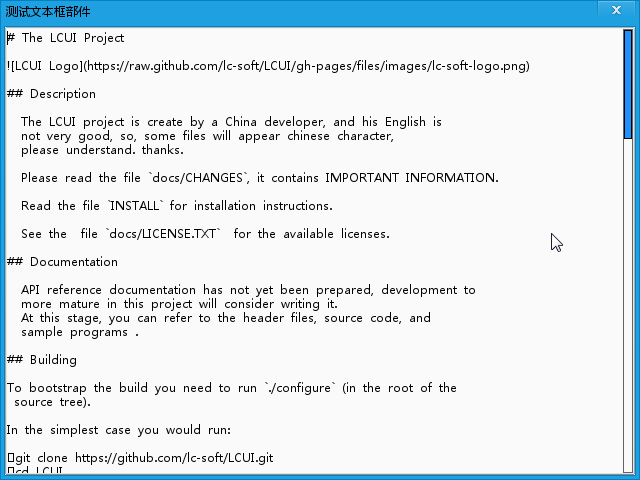 测试文本框部件
# The LCUI Project
![LCUI Logo](https://raw.github.com/lc-soft/LCUI/gh-pages/files/images/lc-soft-logo.png)
## Description
The LCUI project is create by a China developer, and his English is
not very good, so, some files will appear chinese character,
please understand. thanks.
Please read the file `docs/CHANGES`, it contains IMPORTANT INFORMATION.
Read the file `INSTALL` for installation instructions.
See the  file `docs/LICENSE.TXT`  for the available licenses.
## Documentation
API reference documentation has not yet been prepared, development to
more mature in this project will consider writing it.
At this stage, you can refer to the header files, source code, and
sample programs .
## Building
To bootstrap the build you need to run `./configure` (in the root of the
source tree).
In the simplest case you would run:
git clone https://github.com/lc-soft/LCUI.git
cd LCUI